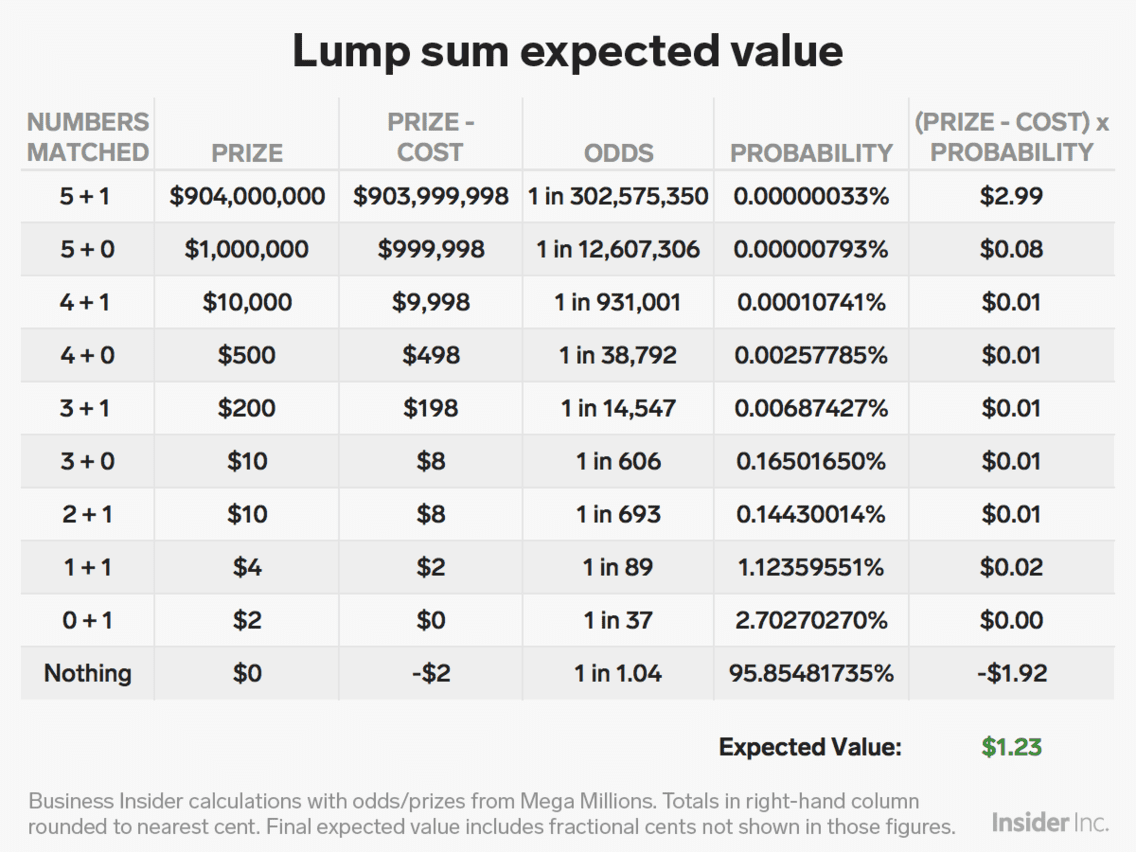 Lump sum expected value
NUMBERS MATCHED PRIZE PRIZE - COST ODDS PROBABILITY (PRIZE - COST) x PROBABILITY
5 + 1 $904,000,000 $903,999,998 1 in 302,575,350 0.00000033% $2.99
5 + 0 $1,000,000 $999,998 1 in 12,607,306 0.00000793% $0.08
4 + 1 $10,000 $9,998 1 in 931,001 0.00010741% $0.01
4 + 0 $500 $498 1 in 38,792 0.00257785% $0.01
3 + 1 $200 $198 1 in 14,547 0.00687427% $0.01
3 + 0 $10 $8 1 in 606 0.16501650% $0.01
2 + 1 $10 $8 1 in 693 0.14430014% $0.01
1 + 1 $4 $2 1 in 89 1.12359551% $0.02
0 + 1 $2 $0 1 in 37 2.70270270% $0.00
Nothing $0 -$2 1 in 1.04 95.85481735% -$1.92
Expected Value: $1.23
Business Insider calculations with odds/prizes from Mega Millions. Totals in right-hand column
rounded to nearest cent. Final expected value includes fractional cents not shown in those figures.
Insider Inc.